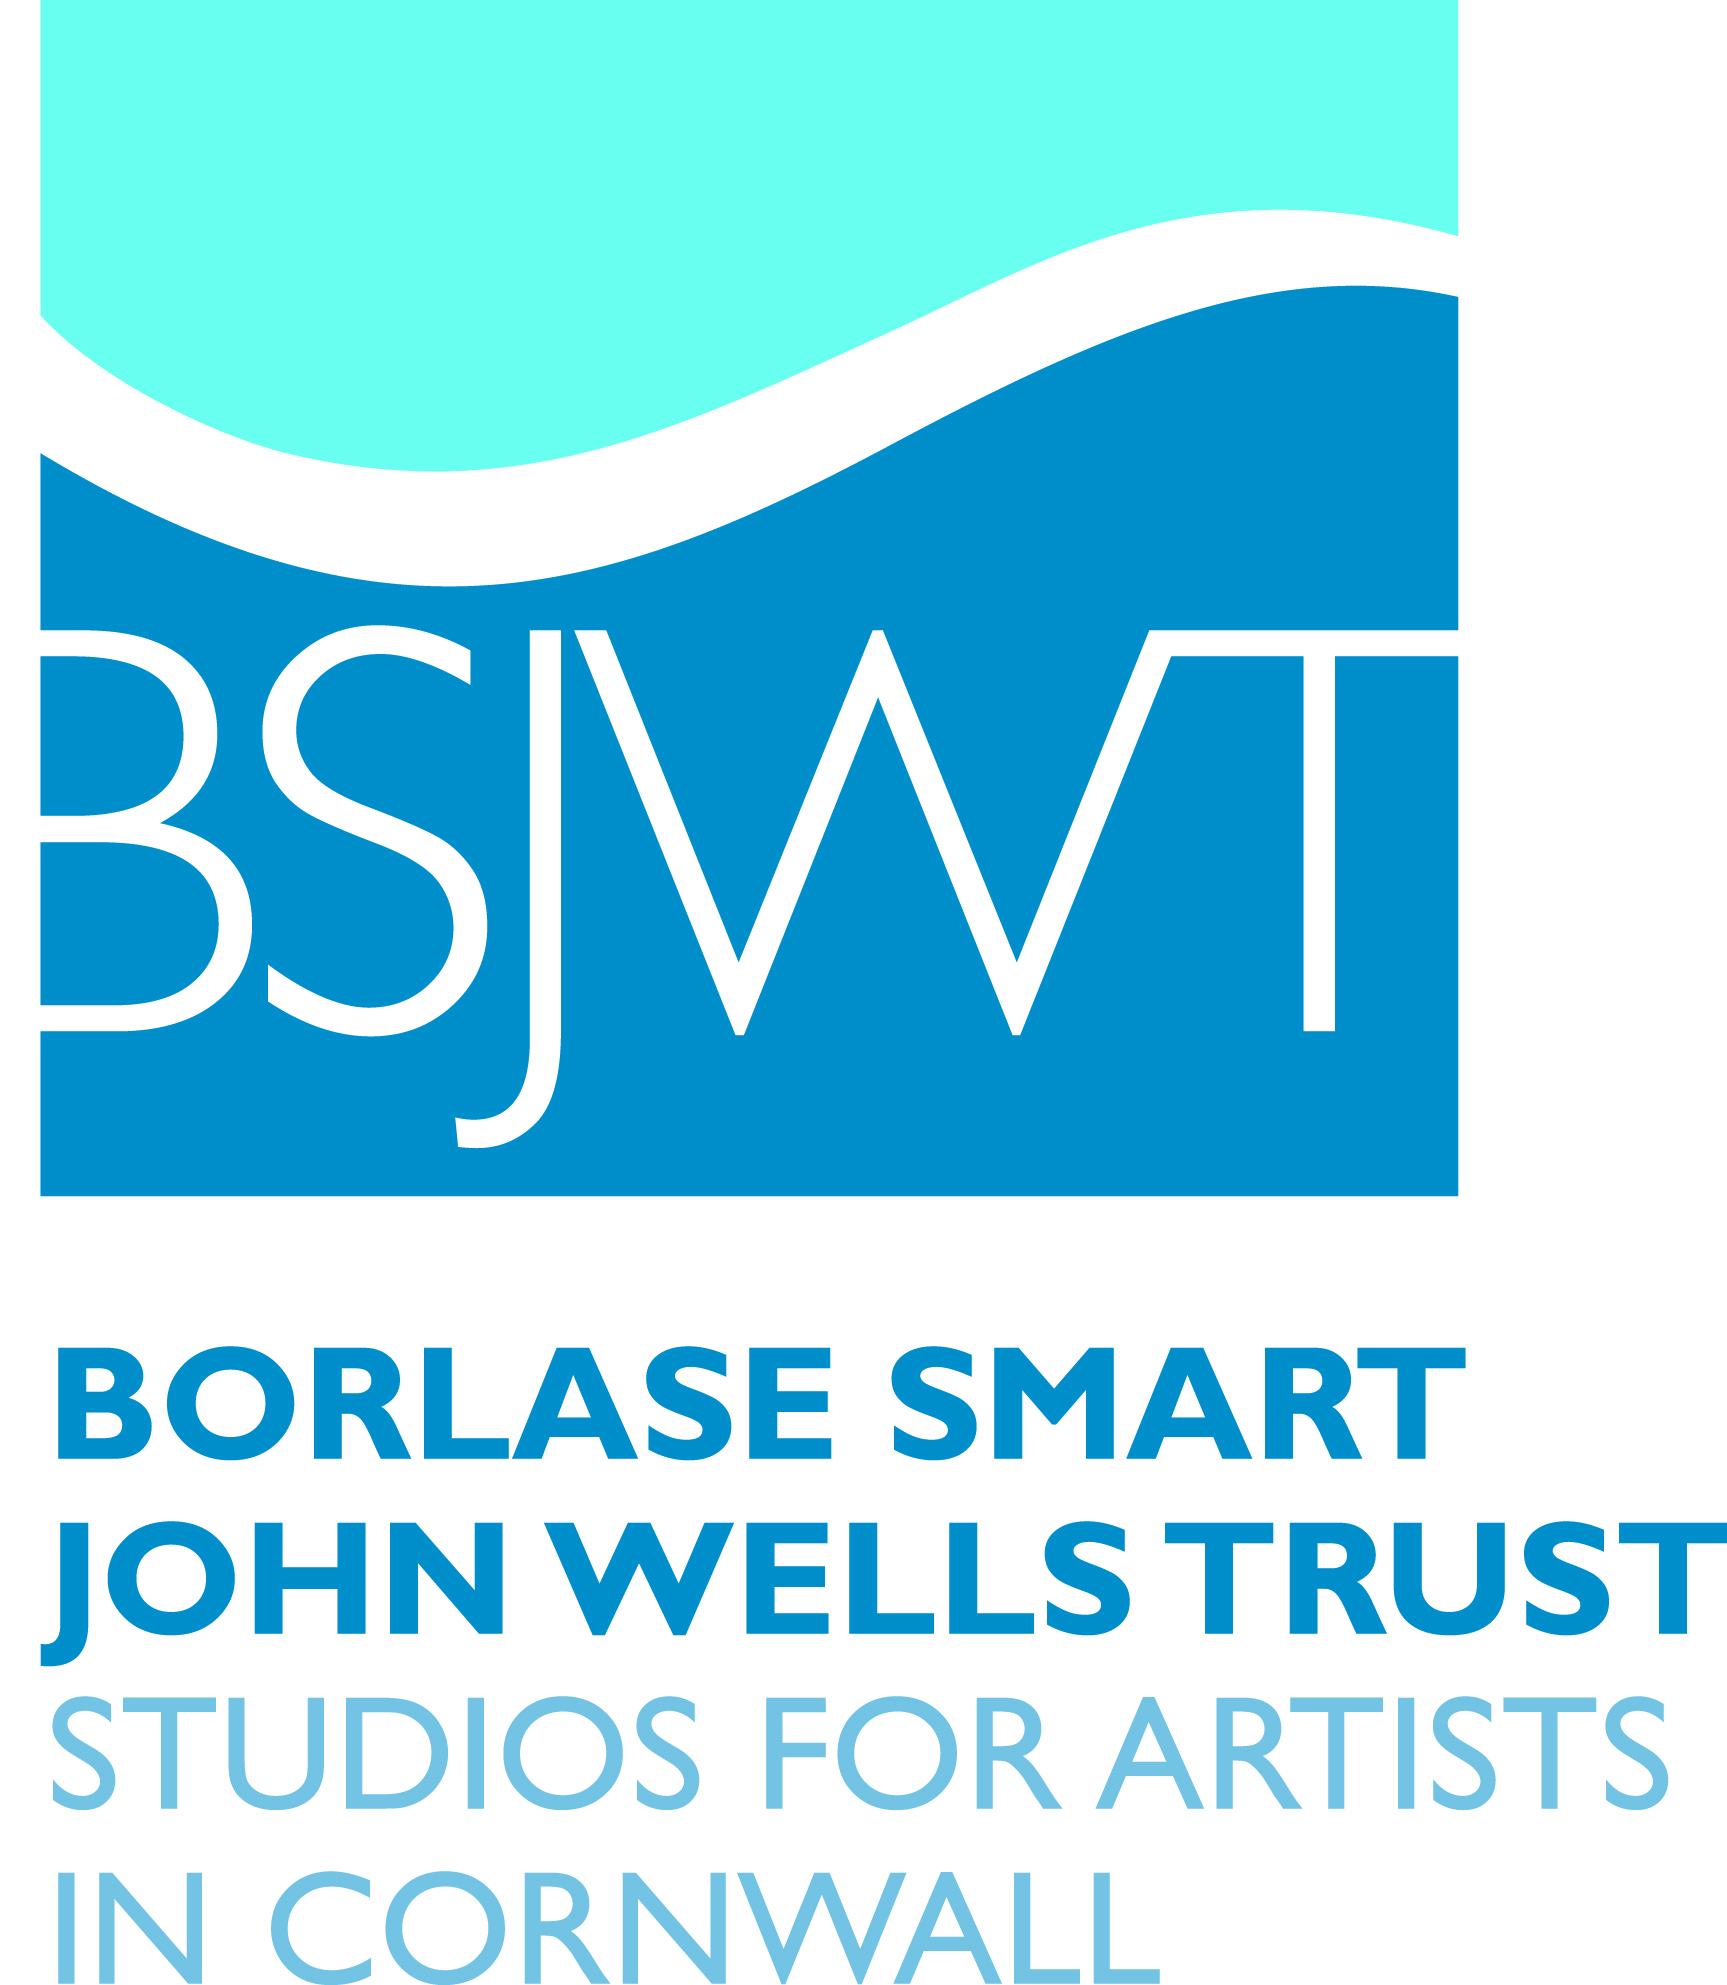 BSJWT
BORLASE SMART
JOHN WELLS TRUST
STUDIOS FOR ARTISTS
IN CORNWALL